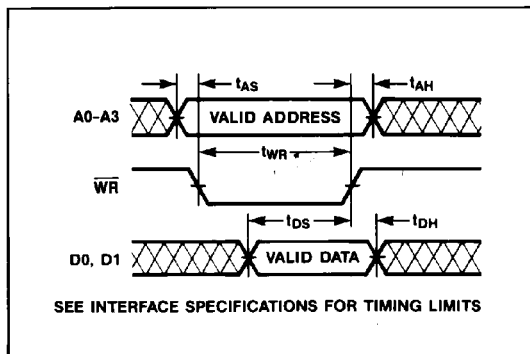 tAS
tAH
A0–A3
VALID ADDRESS
tWR
WR
tDS
tDH
D0, D1
VALID DATA
SEE INTERFACE SPECIFICATIONS FOR TIMING LIMITS